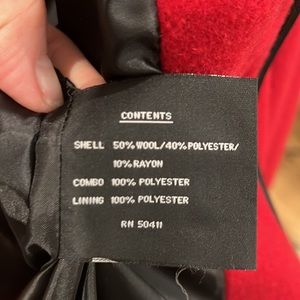 CONTENTS
SHELL 50% WOOL/40% POLYESTER/
10% RAYON
COMBO 100% POLYESTER
LINING 100% POLYESTER
RN 50411